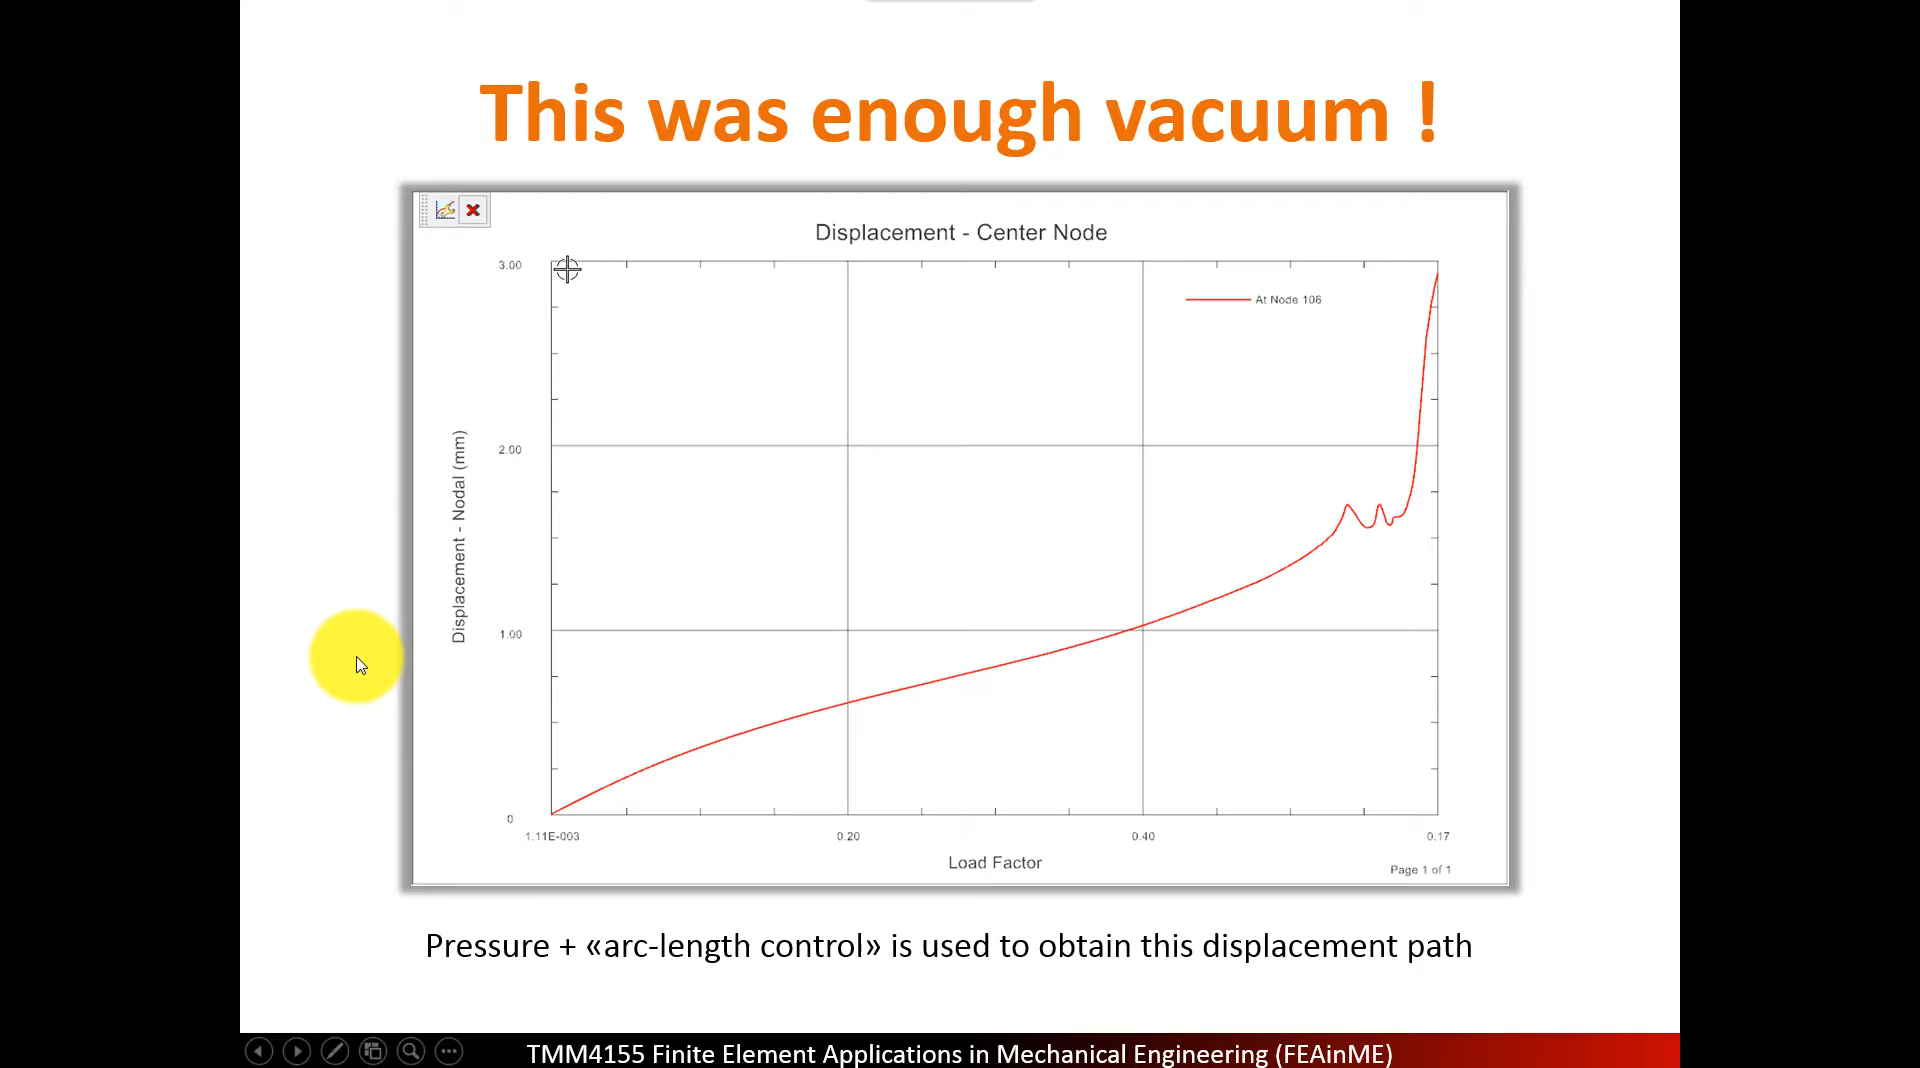 This was enough vacuum !
Displacement - Center Node
3.00
At Node 106
2.00
Displacement - Nodal (mm)
1.00
0
1.11E-003
0.20
0.40
0.17
Load Factor
Page 1 of 1
Pressure + «arc-length control» is used to obtain this displacement path
TMM4155 Finite Element Applications in Mechanical Engineering (FEAinME)